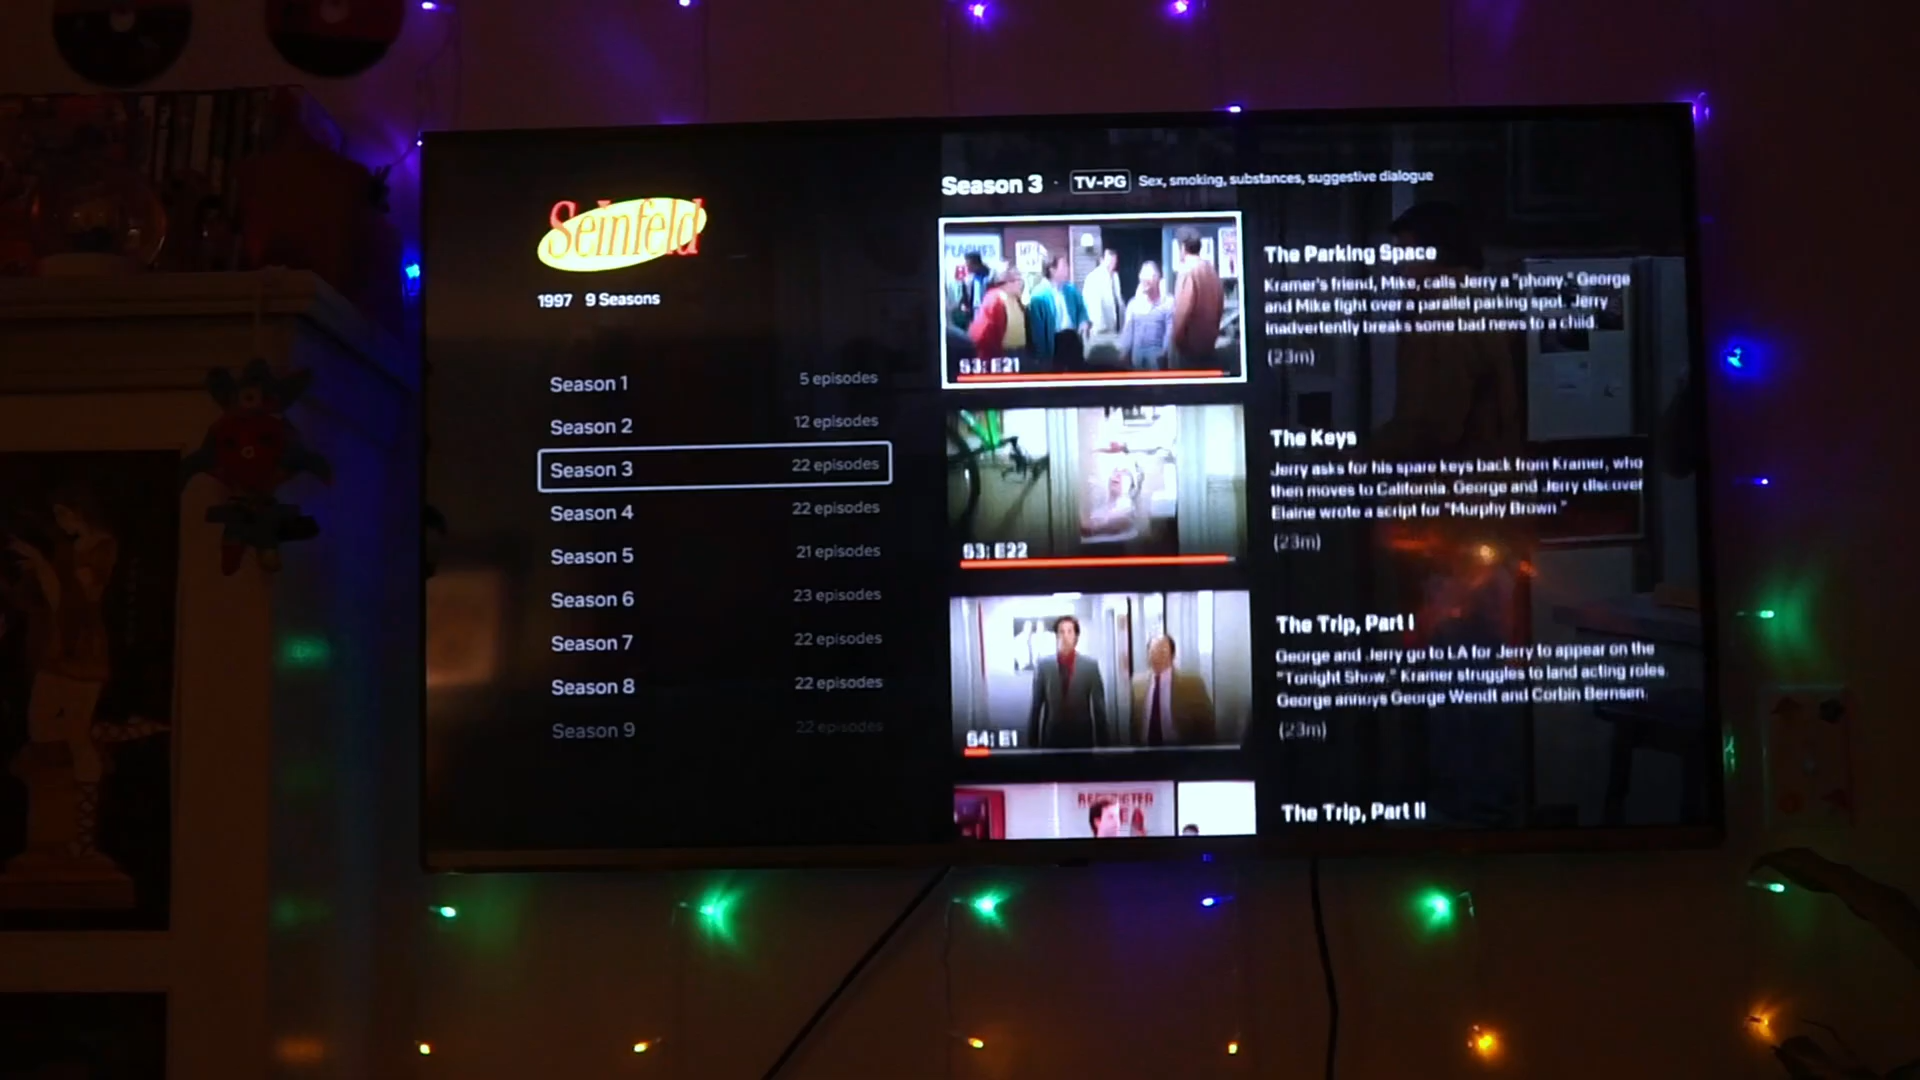 Seinfeld
1997 9 Seasons
Season 1 5 episodes
Season 2 12 episodes
Season 3 22 episodes
Season 4 22 episodes
Season 5 21 episodes
Season 6 23 episodes
Season 7 22 episodes
Season 8 22 episodes
Season 9 22 episodes
Season 3 · TV-PG Sex, smoking, substances, suggestive dialogue
S3: E21
The Parking Space
Kramer's friend, Mike, calls Jerry a "phony." George
and Mike fight over a parallel parking spot. Jerry
inadvertently breaks some bad news to a child.
(23m)
S3: E22
The Keys
Jerry asks for his spare keys back from Kramer, who
then moves to California. George and Jerry discover
Elaine wrote a script for "Murphy Brown."
(23m)
S4: E1
The Trip, Part I
George and Jerry go to LA for Jerry to appear on the
"Tonight Show." Kramer struggles to land acting roles.
George annoys George Wendt and Corbin Bernsen.
(23m)
RESTRICTED
The Trip, Part II